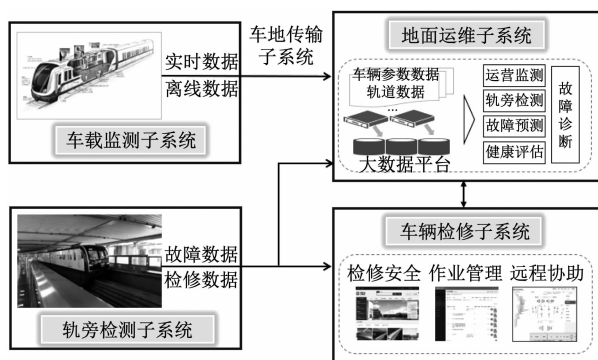 实时数据
离线数据
车载监测子系统
车地传输
子系统
地面运维子系统
车辆参数数据
轨道数据
...
大数据平台
运营监测
轨旁检测
故障预测
健康评估
故障诊断
故障数据
检修数据
轨旁检测子系统
车辆检修子系统
检修安全 作业管理 远程协助